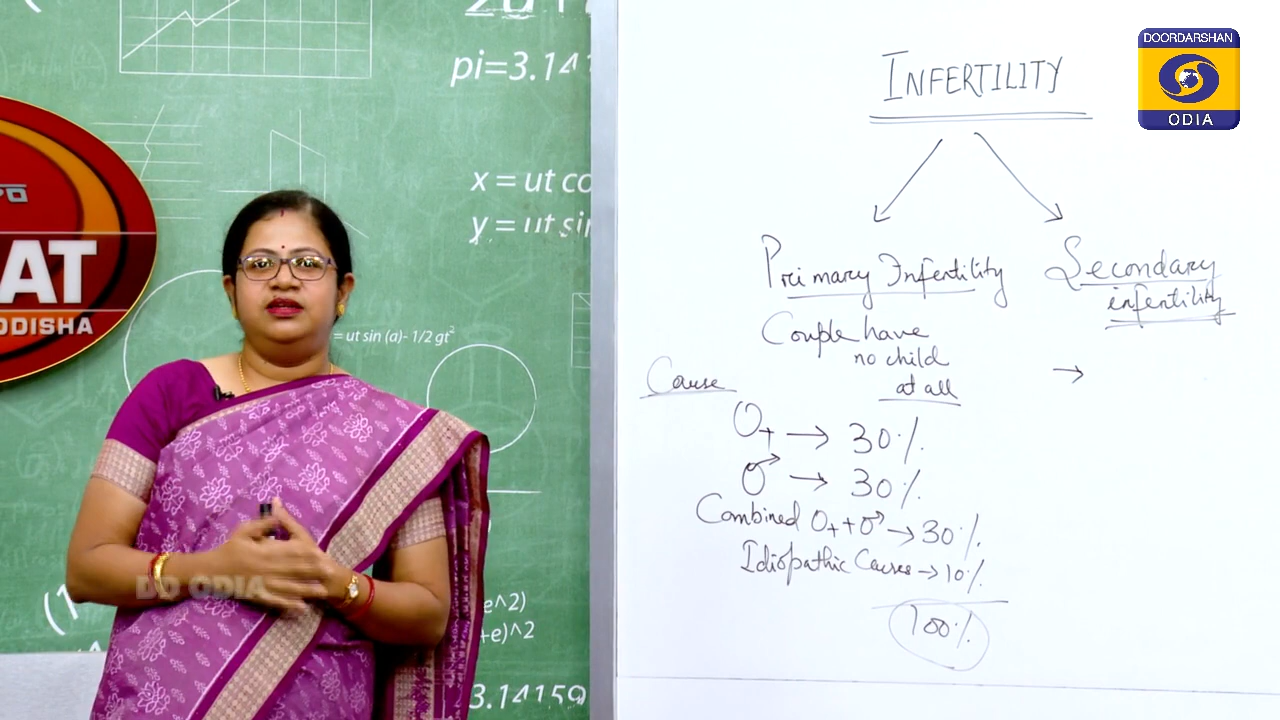 pi=3.141
x = ut co
y = ut sin
AT
ODISHA
= ut sin (a)- 1/2 gt²
e^2)
+e)^2
3.14159
DD ODIA
DOORDARSHAN
ODIA
INFERTILITY
Primary Infertility
Couple have
no child
at all
Secondary
infertility
→
Cause
♀ → 30%
♂ → 30%
Combined ♀ + ♂ → 30%
Idiopathic Causes → 10%
100%